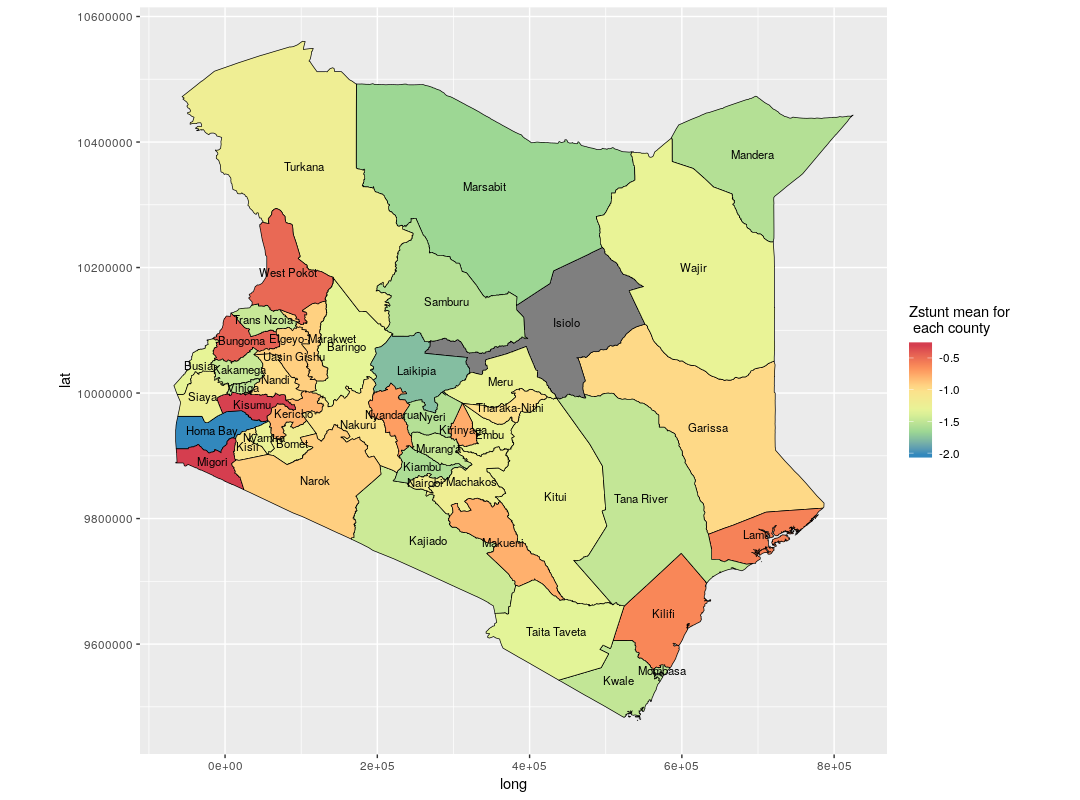 10600000
10400000
10200000
10000000
9800000
9600000
lat
0e+00
2e+05
4e+05
6e+05
8e+05
long
Turkana
Marsabit
Mandera
West Pokot
Wajir
Samburu
Isiolo
Trans Nzoia
Bungoma
Elgeyo-Marakwet
Baringo
Uasin Gishu
Busia
Kakamega
Laikipia
Nandi
Meru
Vihiga
Siaya
Kisumu
Tharaka-Nithi
Kericho
Nyandarua
Nyeri
Nakuru
Garissa
Homa Bay
Kirinyaga
Embu
Nyamira
Kisii
Bomet
Murang'a
Migori
Kiambu
Narok
Nairobi
Machakos
Kitui
Tana River
Lamu
Kajiado
Makueni
Kilifi
Taita Taveta
Mombasa
Kwale
Zstunt mean for
each county
-0.5
-1.0
-1.5
-2.0